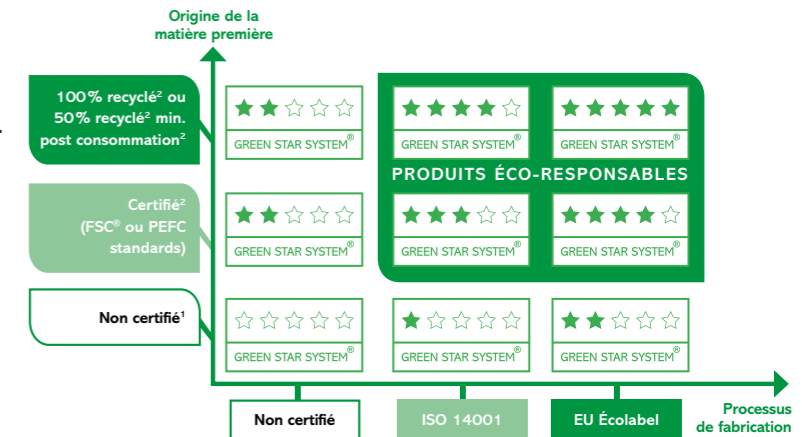 Origine de la
matière première
100% recyclé² ou
50% recyclé² min.
post consommation²
GREEN STAR SYSTEM®
GREEN STAR SYSTEM®
GREEN STAR SYSTEM®
PRODUITS ÉCO-RESPONSABLES
Certifié²
(FSC® ou PEFC
standards)
GREEN STAR SYSTEM®
GREEN STAR SYSTEM®
GREEN STAR SYSTEM®
Non certifié¹
GREEN STAR SYSTEM®
GREEN STAR SYSTEM®
GREEN STAR SYSTEM®
Non certifié
ISO 14001
EU Écolabel
Processus
de fabrication